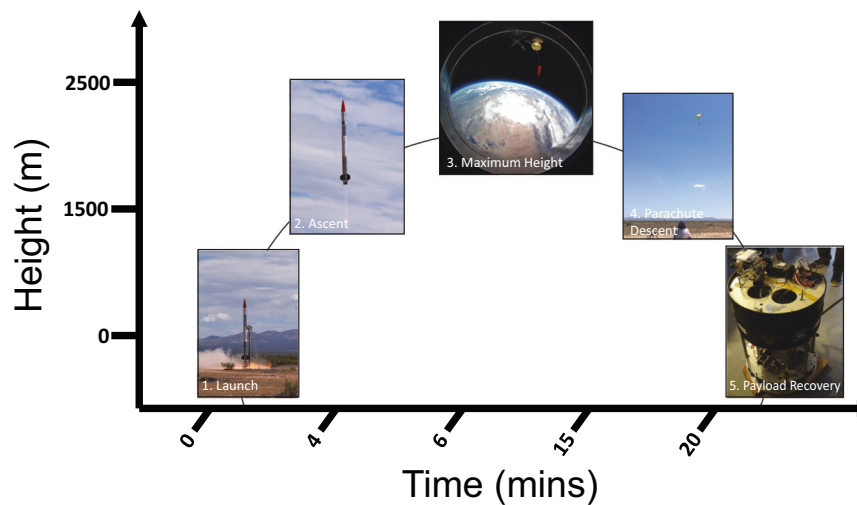 2500
1500
0
Height (m)
1. Launch
2. Ascent
3. Maximum Height
4. Parachute
Descent
5. Payload Recovery
0
4
6
15
20
Time (mins)